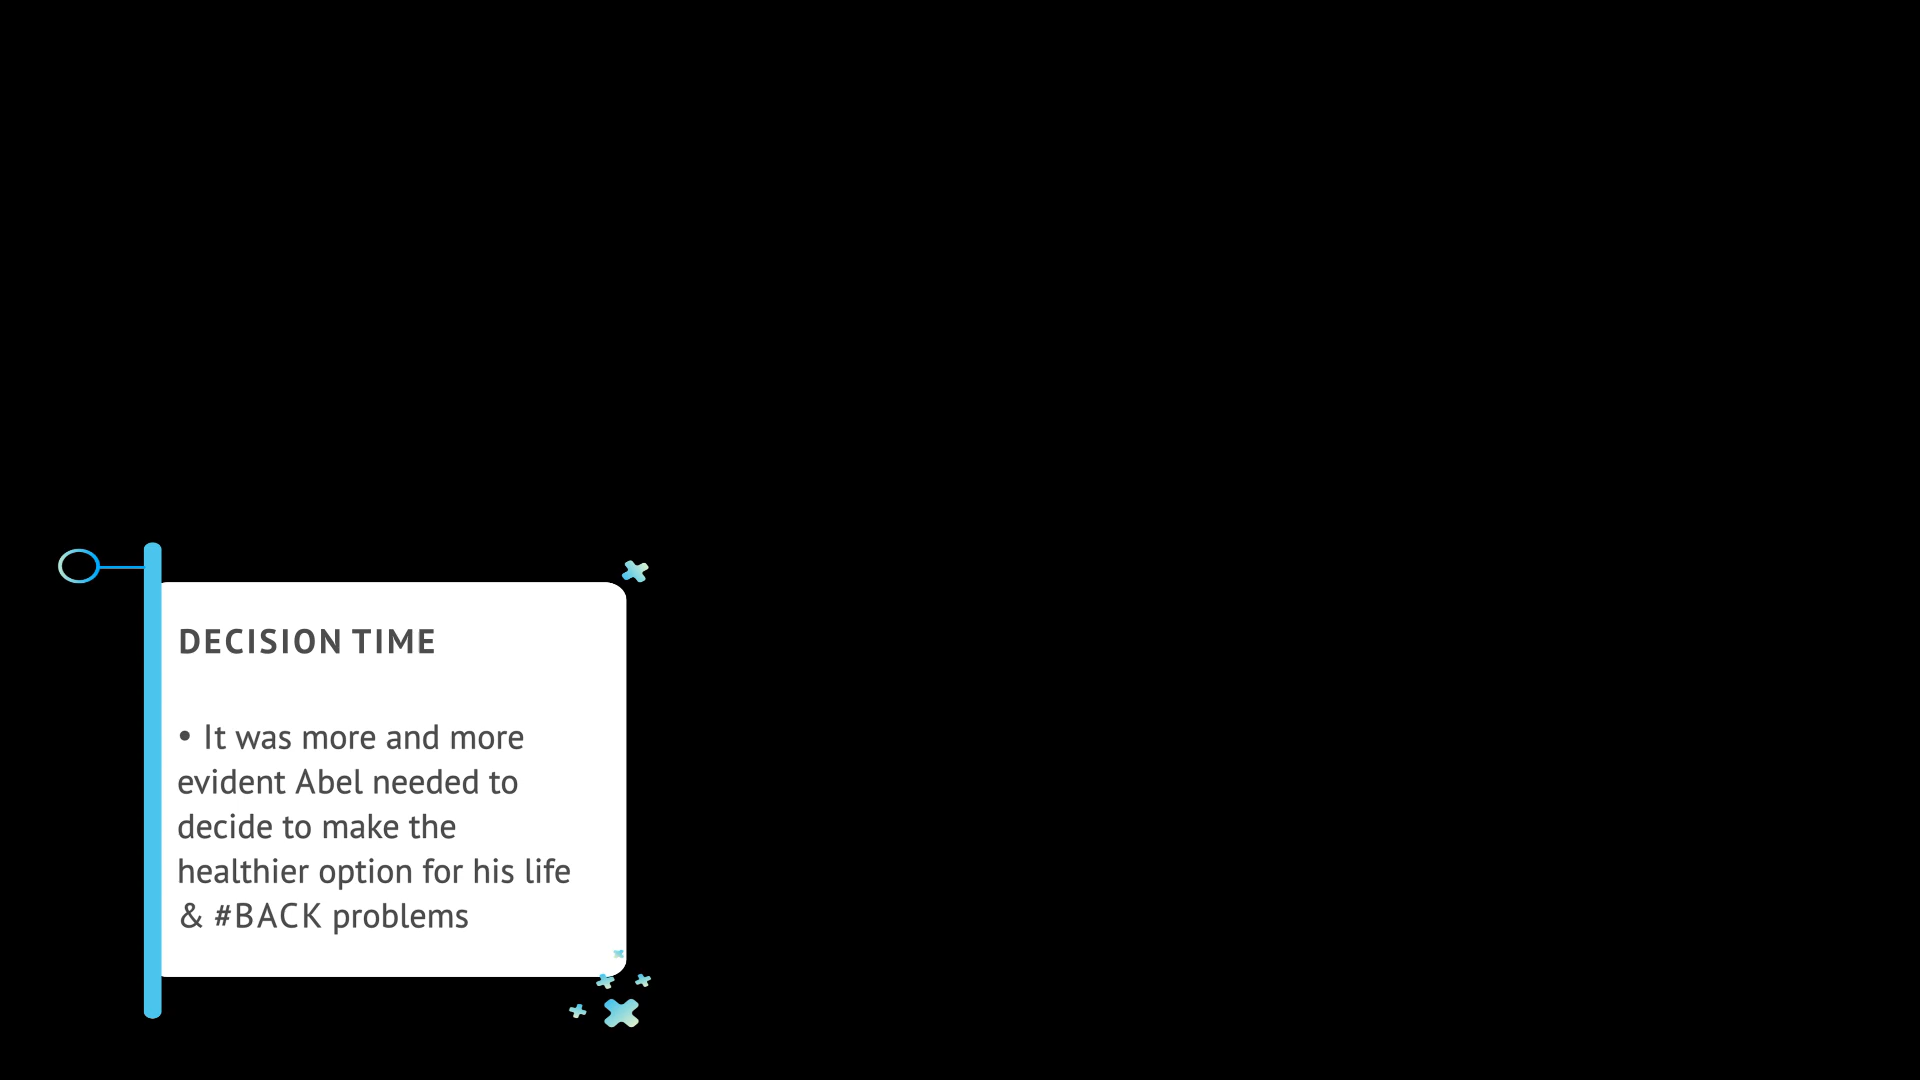 DECISION TIME
• It was more and more
evident Abel needed to
decide to make the
healthier option for his life
& #BACK problems